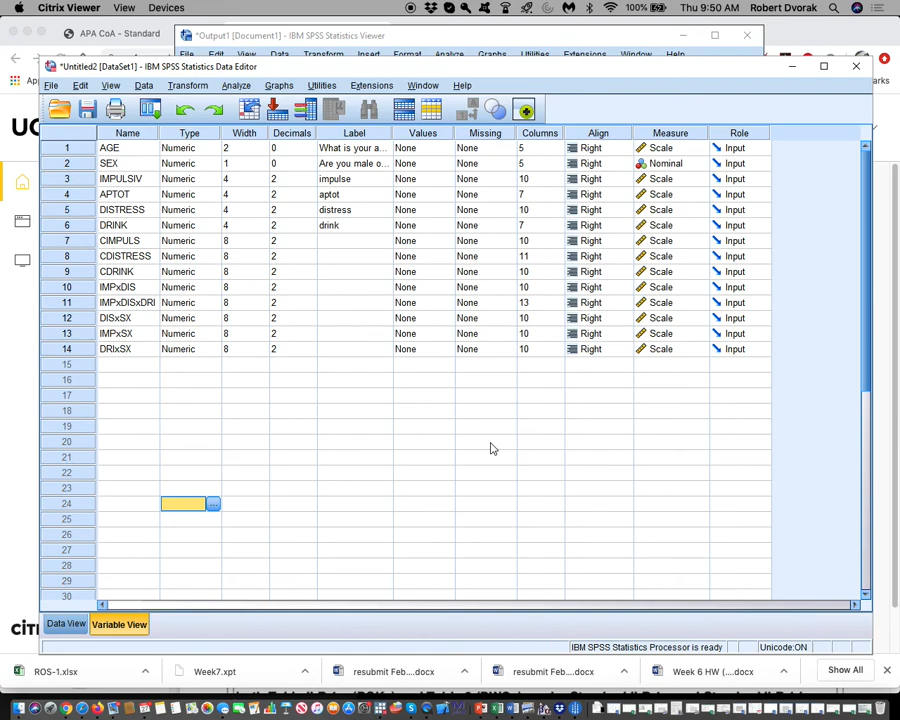 Citrix Viewer View Devices 100% Thu 9:50 AM Robert Dvorak
APA CoA - Standard
*Output1 [Document1] - IBM SPSS Statistics Viewer
File Edit View Data Transform Insert Format Analyze Graphs Utilities Extensions Window Help
*Untitled2 [DataSet1] - IBM SPSS Statistics Data Editor
File Edit View Data Transform Analyze Graphs Utilities Extensions Window Help
Name Type Width Decimals Label Values Missing Columns Align Measure Role
1 AGE Numeric 2 0 What is your a... None None 5 Right Scale Input
2 SEX Numeric 1 0 Are you male o... None None 5 Right Nominal Input
3 IMPULSIV Numeric 4 2 impulse None None 10 Right Scale Input
4 APTOT Numeric 4 2 aptot None None 7 Right Scale Input
5 DISTRESS Numeric 4 2 distress None None 10 Right Scale Input
6 DRINK Numeric 4 2 drink None None 7 Right Scale Input
7 CIMPULS Numeric 8 2 None None 10 Right Scale Input
8 CDISTRESS Numeric 8 2 None None 11 Right Scale Input
9 CDRINK Numeric 8 2 None None 10 Right Scale Input
10 IMPxDIS Numeric 8 2 None None 10 Right Scale Input
11 IMPxDISxDRI Numeric 8 2 None None 13 Right Scale Input
12 DISxSX Numeric 8 2 None None 10 Right Scale Input
13 IMPxSX Numeric 8 2 None None 10 Right Scale Input
14 DRIxSX Numeric 8 2 None None 10 Right Scale Input
15
16
17
18
19
20
21
22
23
24 ...
25
26
27
28
29
30
Data View Variable View
IBM SPSS Statistics Processor is ready Unicode:ON
ROS-1.xlsx Week7.xpt resubmit Feb....docx resubmit Feb....docx Week 6 HW (....docx Show All